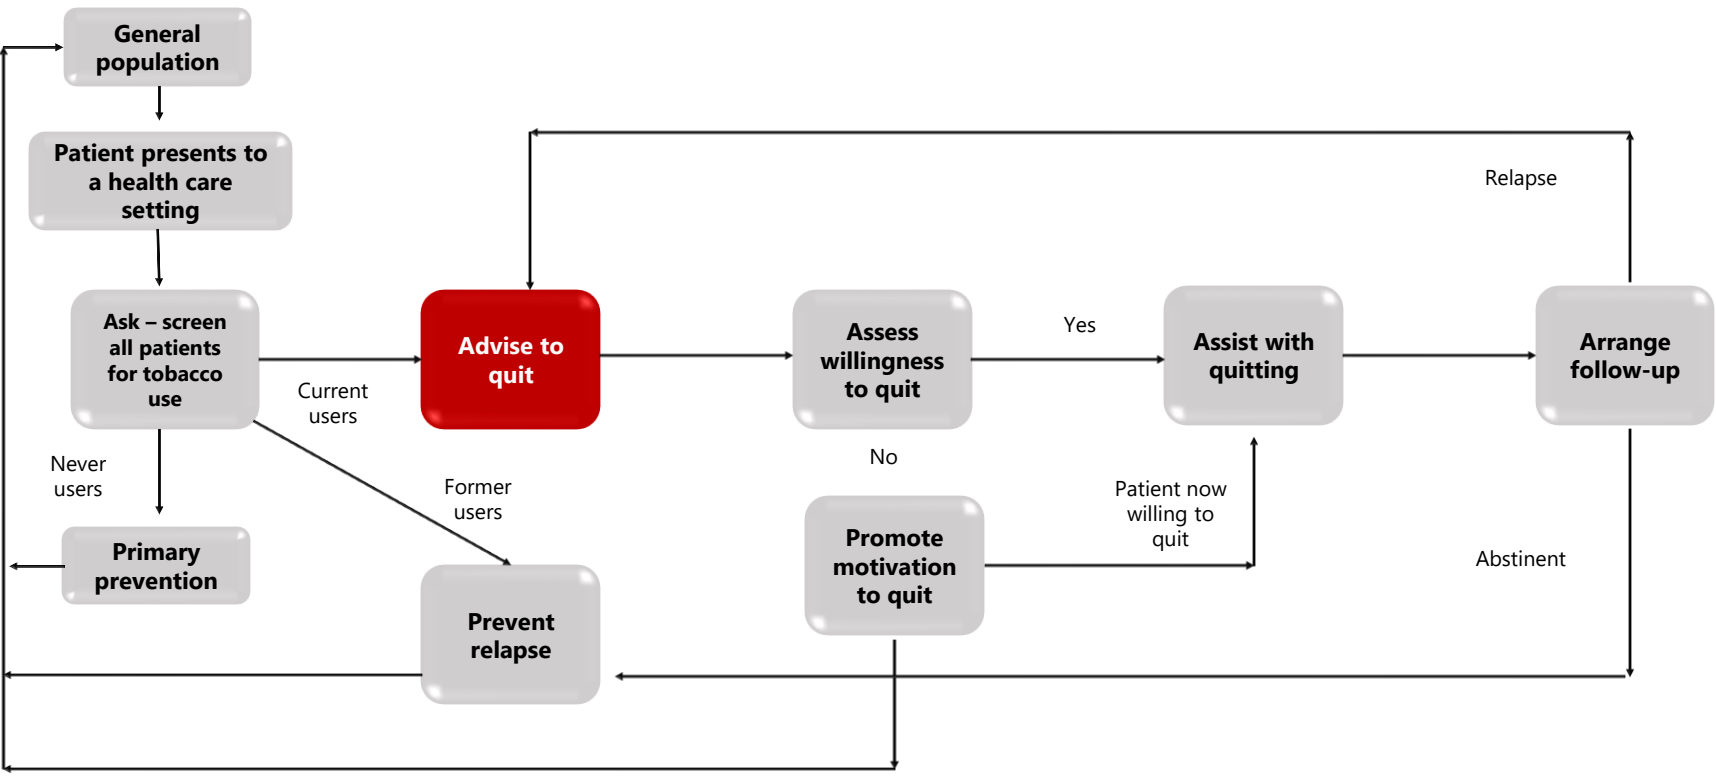 General
population
Patient presents to
a health care
setting
Relapse
Ask – screen
all patients
for tobacco
use
Current
users
Advise to
quit
Assess
willingness
to quit
Yes
Assist with
quitting
Arrange
follow-up
Never
users
Former
users
No
Patient now
willing to
quit
Primary
prevention
Prevent
relapse
Promote
motivation
to quit
Abstinent